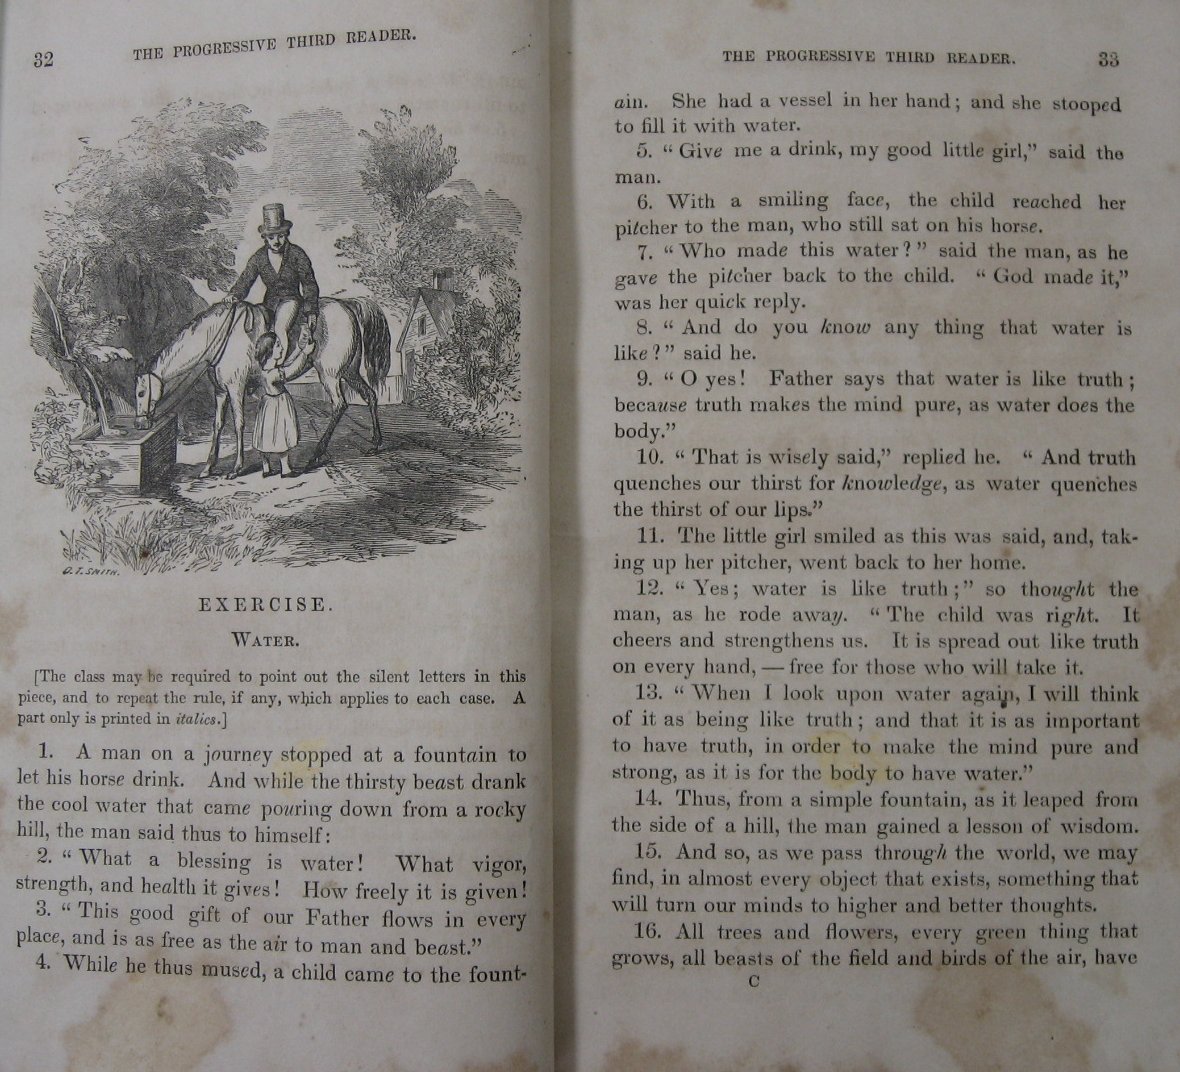 32
THE PROGRESSIVE THIRD READER.
O. T. SMITH.
EXERCISE.
WATER.
[The class may be required to point out the silent letters in this
piece, and to repeat the rule, if any, which applies to each case. A
part only is printed in italics.]
1. A man on a journey stopped at a fountain to
let his horse drink. And while the thirsty beast drank
the cool water that came pouring down from a rocky
hill, the man said thus to himself:
2. “ What a blessing is water! What vigor,
strength, and health it gives! How freely it is given!
3. “ This good gift of our Father flows in every
place, and is as free as the air to man and beast.”
4. While he thus mused, a child came to the fount-
THE PROGRESSIVE THIRD READER.
33
ain. She had a vessel in her hand; and she stooped
to fill it with water.
5. “ Give me a drink, my good little girl,” said the
man.
6. With a smiling face, the child reached her
pitcher to the man, who still sat on his horse.
7. “ Who made this water? ” said the man, as he
gave the pitcher back to the child. “ God made it,”
was her quick reply.
8. “ And do you know any thing that water is
like? ” said he.
9. “ O yes! Father says that water is like truth;
because truth makes the mind pure, as water does the
body.”
10. “ That is wisely said,” replied he. “ And truth
quenches our thirst for knowledge, as water quenches
the thirst of our lips.”
11. The little girl smiled as this was said, and, tak-
ing up her pitcher, went back to her home.
12. “ Yes; water is like truth;” so thought the
man, as he rode away. “ The child was right. It
cheers and strengthens us. It is spread out like truth
on every hand, — free for those who will take it.
13. “ When I look upon water again, I will think
of it as being like truth; and that it is as important
to have truth, in order to make the mind pure and
strong, as it is for the body to have water.”
14. Thus, from a simple fountain, as it leaped from
the side of a hill, the man gained a lesson of wisdom.
15. And so, as we pass through the world, we may
find, in almost every object that exists, something that
will turn our minds to higher and better thoughts.
16. All trees and flowers, every green thing that
grows, all beasts of the field and birds of the air, have
C